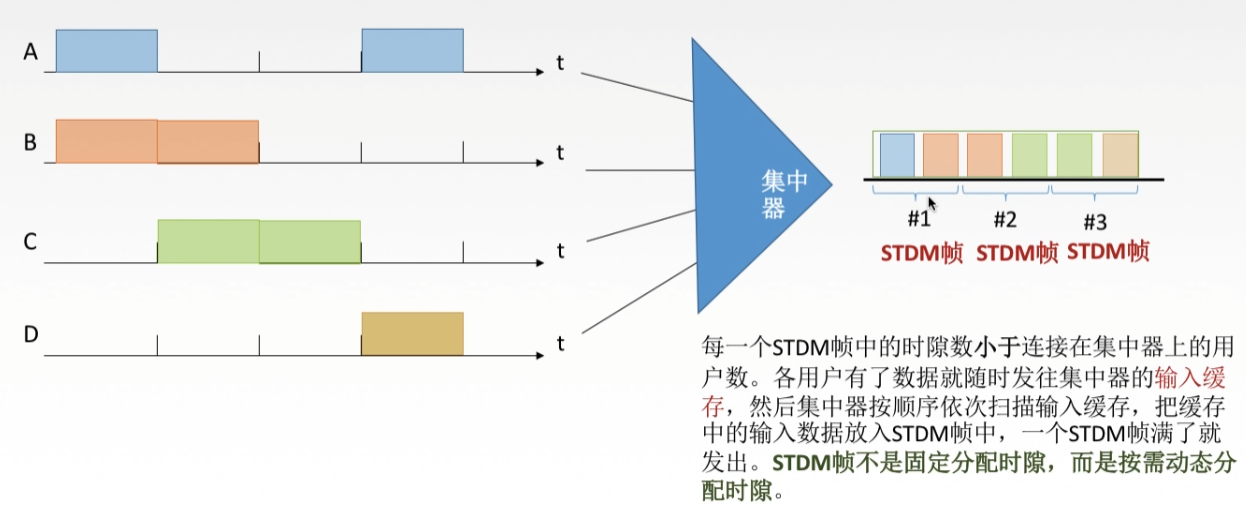 A
t
B
t
C
t
D
t
集中
器
#1
#2
#3
STDM帧
STDM帧
STDM帧
每一个STDM帧中的时隙数小于连接在集中器上的用
户数。各用户有了数据就随时发往集中器的输入缓
存，然后集中器按顺序依次扫描输入缓存，把缓存
中的输入数据放入STDM帧中，一个STDM帧满了就
发出。STDM帧不是固定分配时隙，而是按需动态分
配时隙。